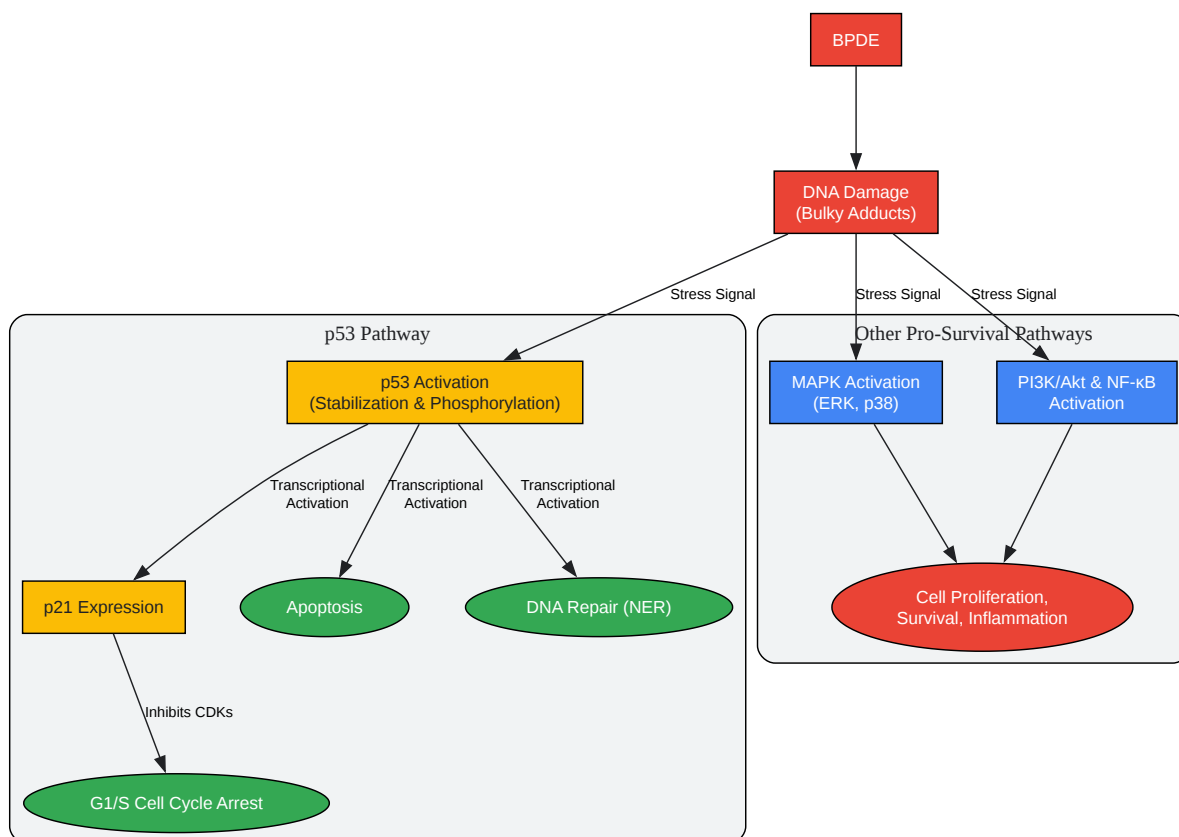 BPDE
DNA Damage
(Bulky Adducts)
Stress Signal
Stress Signal
Stress Signal
p53 Pathway
Other Pro-Survival Pathways
p53 Activation
(Stabilization & Phosphorylation)
MAPK Activation
(ERK, p38)
PI3K/Akt & NF-κB
Activation
Transcriptional
Activation
Transcriptional
Activation
Transcriptional
Activation
p21 Expression
Apoptosis
DNA Repair (NER)
Cell Proliferation,
Survival, Inflammation
Inhibits CDKs
G1/S Cell Cycle Arrest